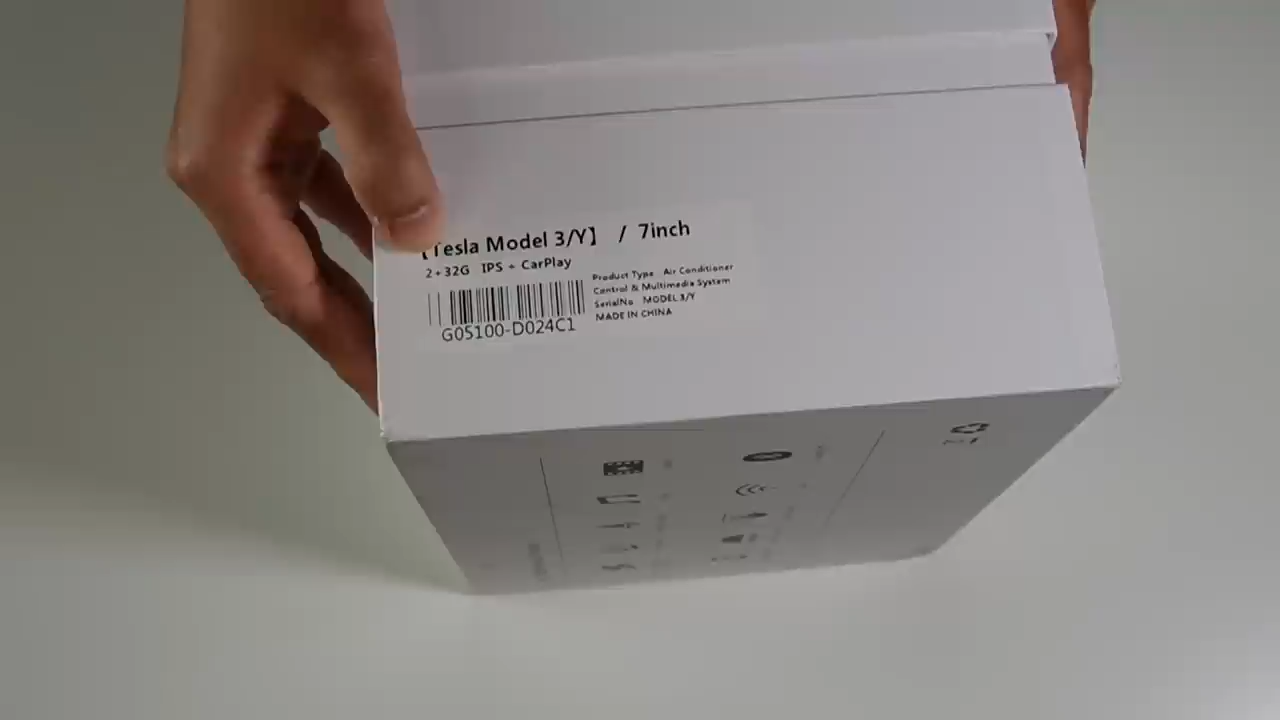 【Tesla Model 3/Y】 / 7inch
2+32G IPS + CarPlay
G05100-D024C1
Product Type Air Conditioner
Control & Multimedia System
SerialNo MODEL 3/Y
MADE IN CHINA